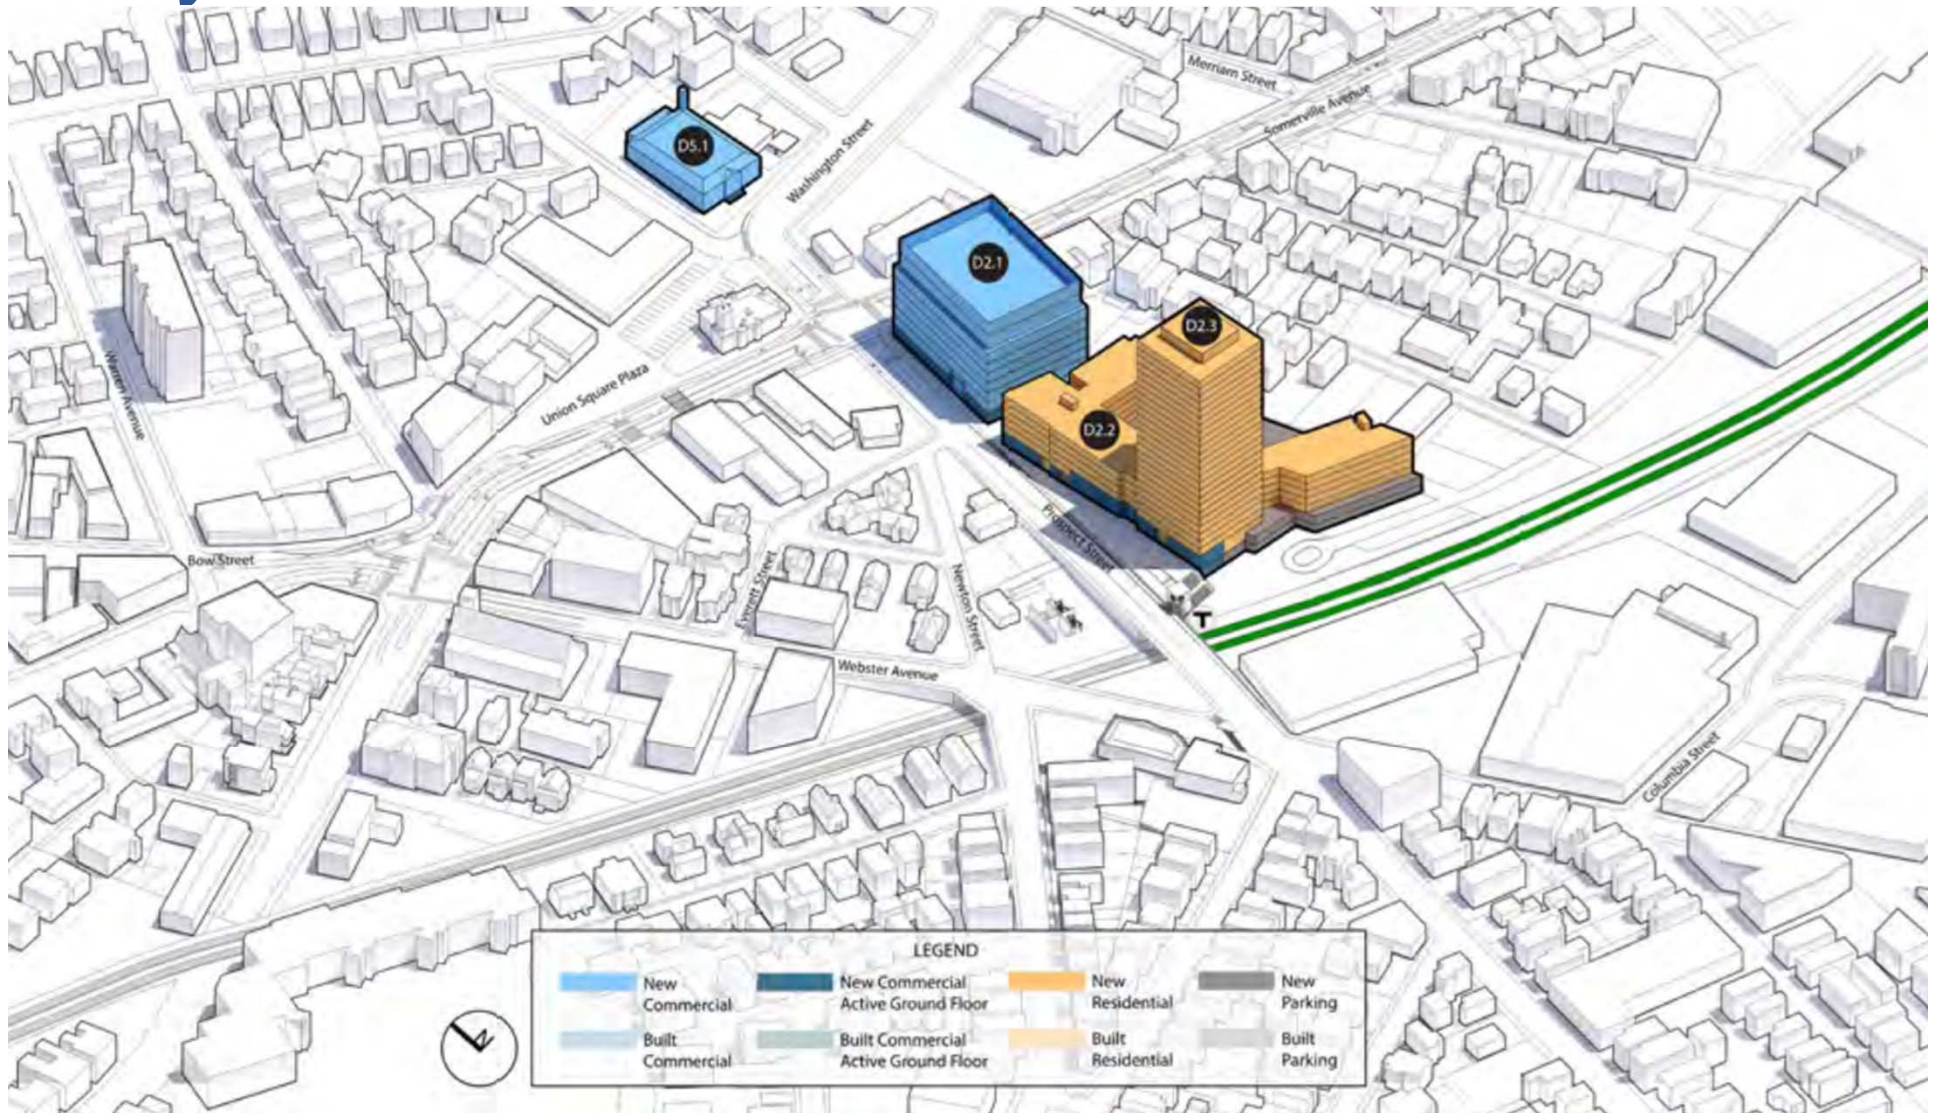 Merriam Street
Somerville Avenue
D5.1
Washington Street
D2.1
D2.3
Warren Avenue
Union Square Plaza
D2.2
Prospect Street
Bow Street
Everett Street
Newton Street
T
Webster Avenue
Columbia Street
LEGEND
New
Commercial
New Commercial
Active Ground Floor
New
Residential
New
Parking
Built
Commercial
Built Commercial
Active Ground Floor
Built
Residential
Built
Parking